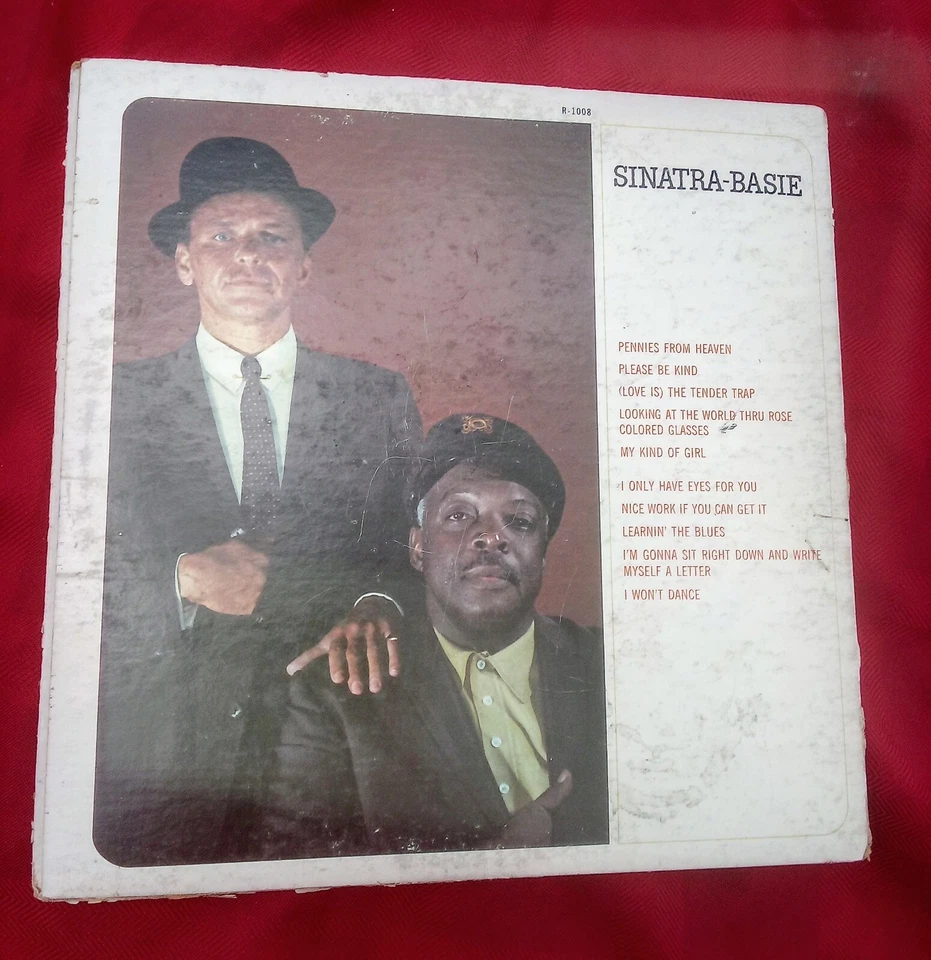 R-1008
SINATRA-BASIE
PENNIES FROM HEAVEN
PLEASE BE KIND
(LOVE IS) THE TENDER TRAP
LOOKING AT THE WORLD THRU ROSE
COLORED GLASSES
MY KIND OF GIRL
I ONLY HAVE EYES FOR YOU
NICE WORK IF YOU CAN GET IT
LEARNIN' THE BLUES
I'M GONNA SIT RIGHT DOWN AND WRITE
MYSELF A LETTER
I WON'T DANCE